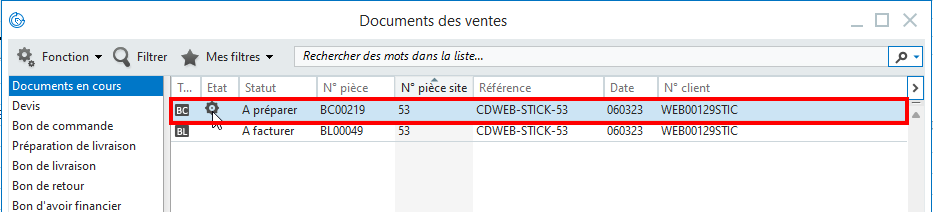 Documents des ventes
Fonction Filtrer Mes filtres Rechercher des mots dans la liste...
Documents en cours
Devis
Bon de commande
Préparation de livraison
Bon de livraison
Bon de retour
Bon d'avoir financier
T... Etat Statut N° pièce N° pièce site Référence Date N° client
BC A préparer BC00219 53 CDWEB-STICK-53 060323 WEB00129STIC
BL A facturer BL00049 53 CDWEB-STICK-53 060323 WEB00129STIC